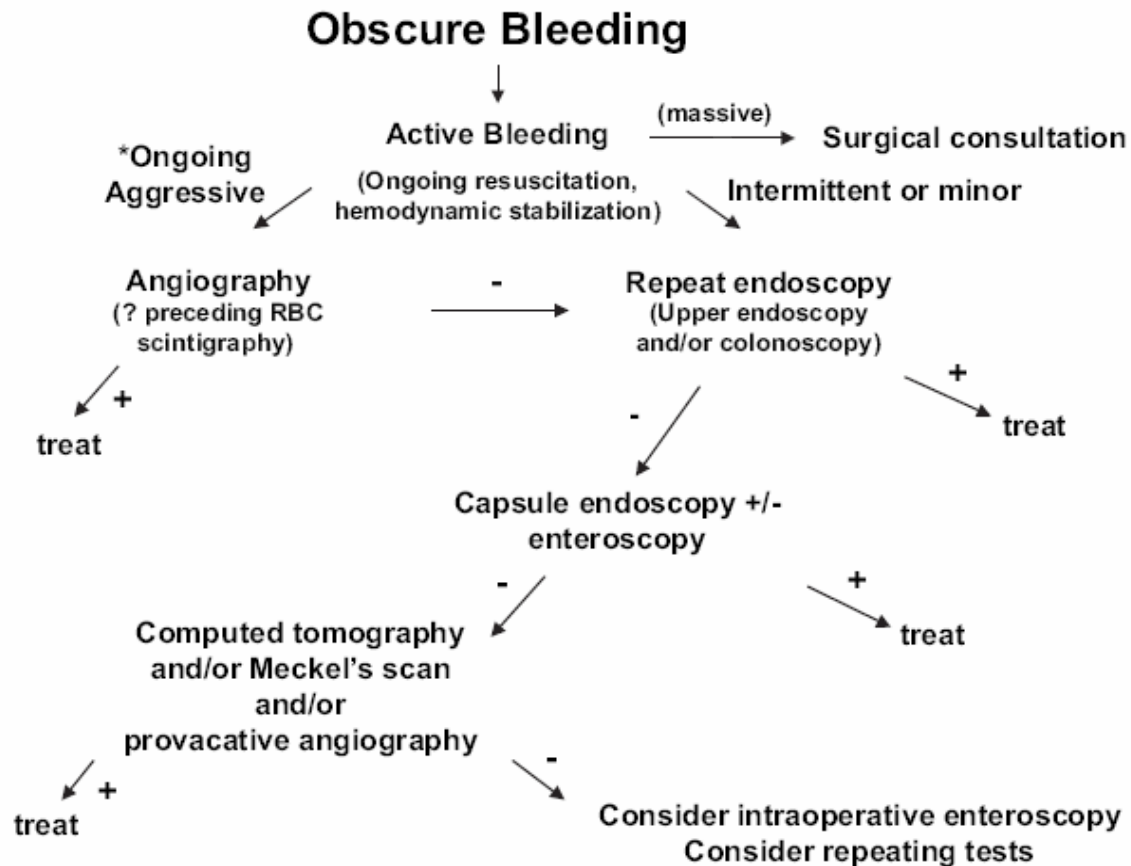 Obscure Bleeding
Active Bleeding
(massive)
Surgical consultation
*Ongoing
Aggressive
(Ongoing resuscitation,
hemodynamic stabilization)
Intermittent or minor
Angiography
(? preceding RBC
scintigraphy)
-
Repeat endoscopy
(Upper endoscopy
and/or colonoscopy)
+
treat
-
+
treat
Capsule endoscopy +/-
enteroscopy
-
+
treat
Computed tomography
and/or Meckel's scan
and/or
provacative angiography
+
treat
-
Consider intraoperative enteroscopy
Consider repeating tests